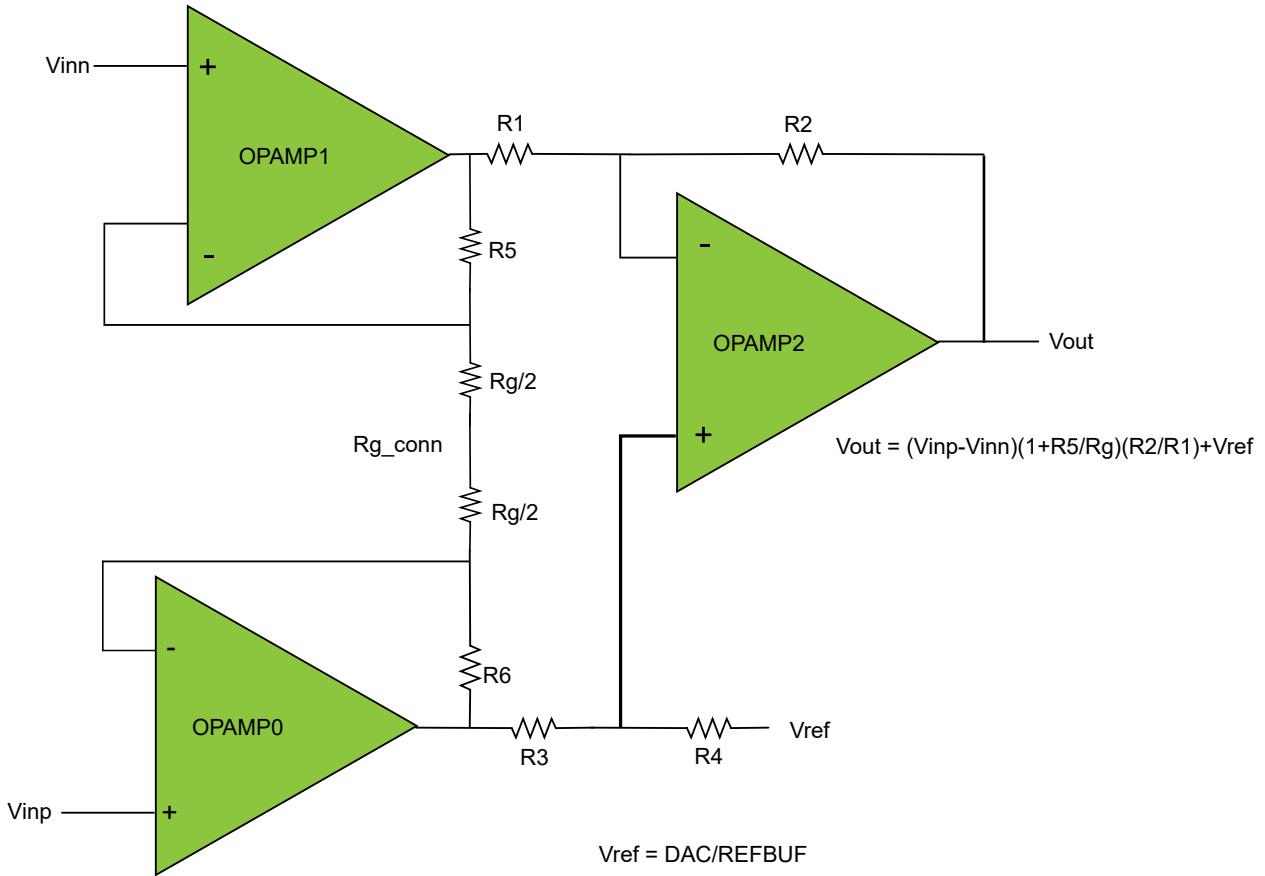 Vinn
+
OPAMP1
-
R1
R2
R5
-
OPAMP2
Vout
Rg/2
Rg_conn
+
Vout = (Vinp-Vinn)(1+R5/Rg)(R2/R1)+Vref
Rg/2
-
R6
OPAMP0
R3
R4
Vref
Vinp
+
Vref = DAC/REFBUF